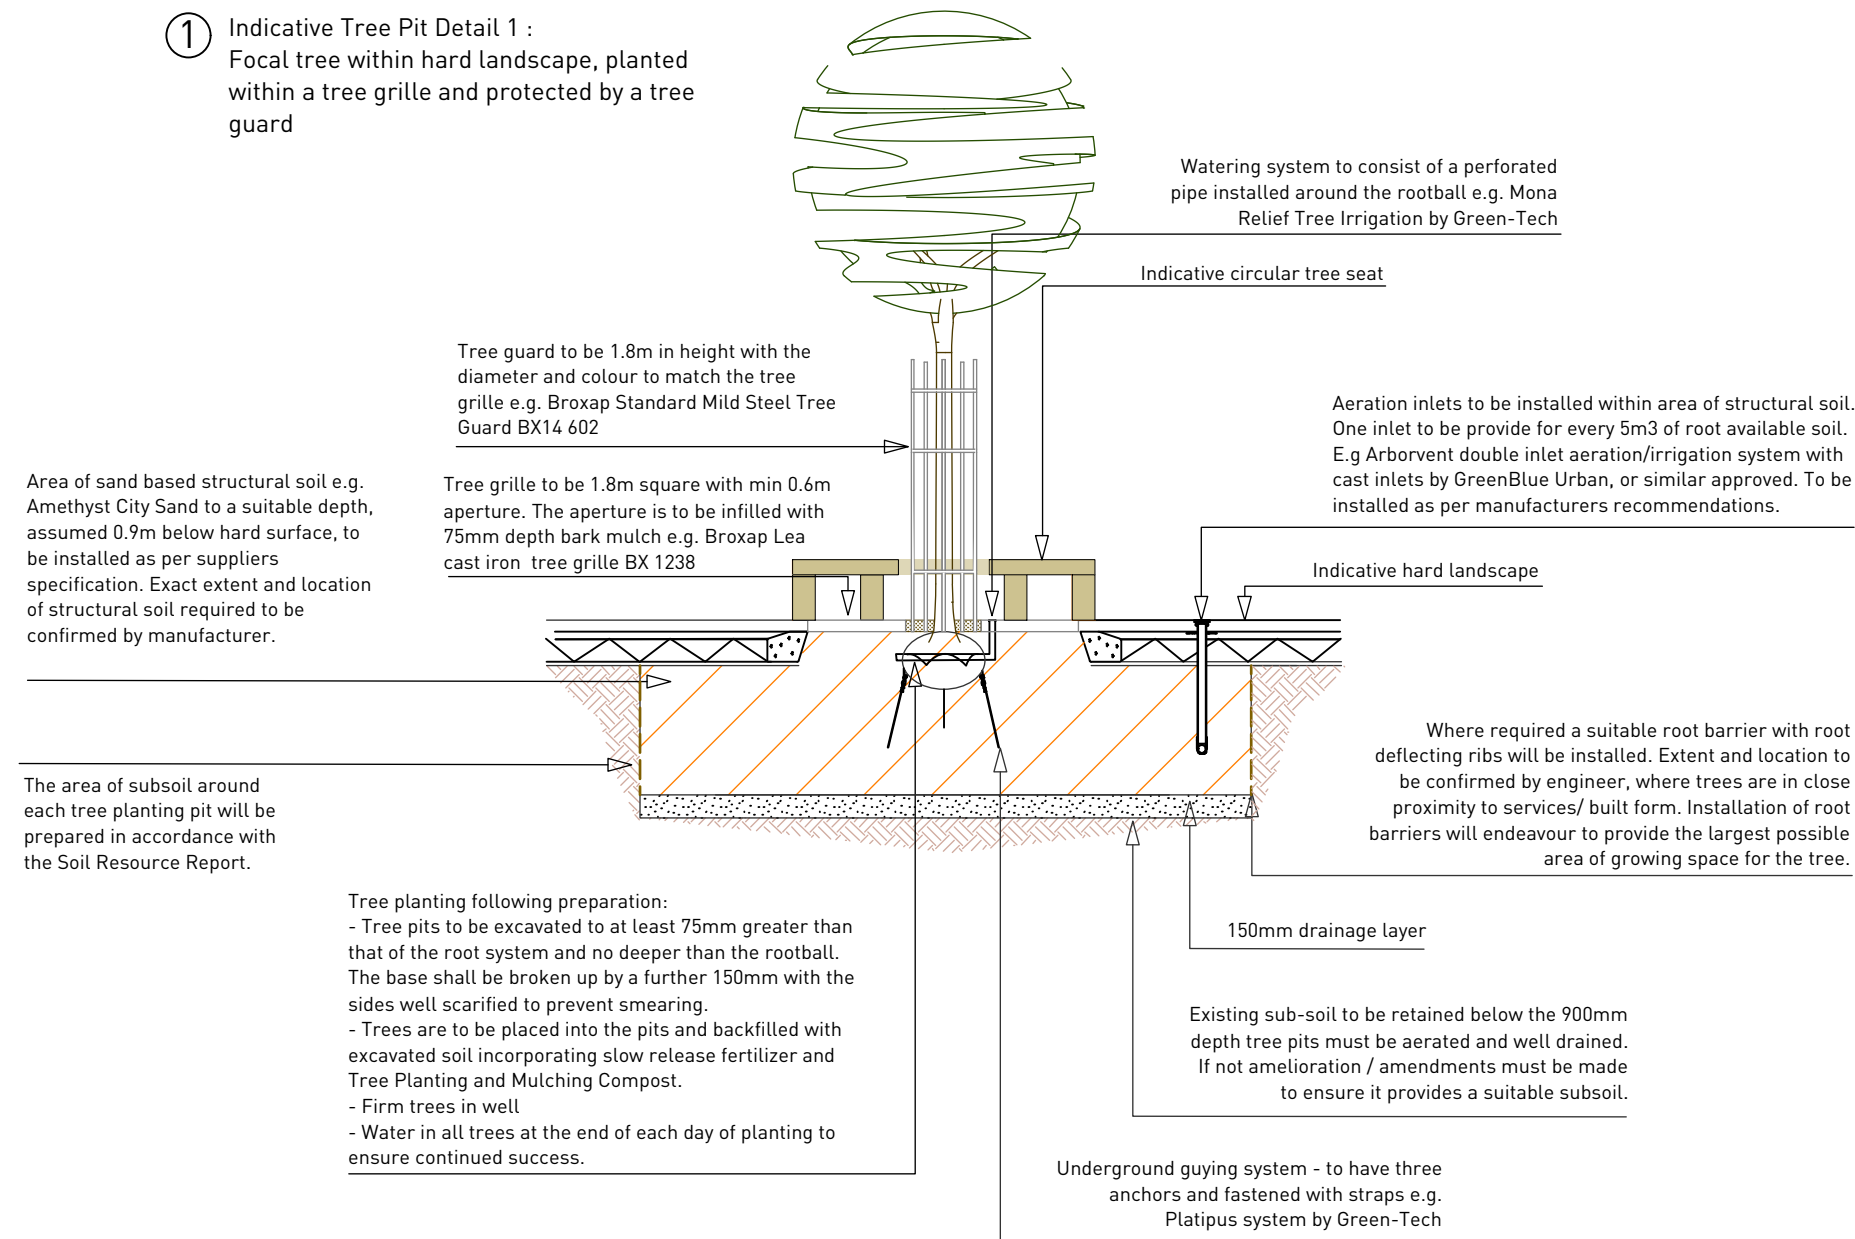 1
Indicative Tree Pit Detail 1 :
Focal tree within hard landscape, planted
within a tree grille and protected by a tree
guard
Watering system to consist of a perforated
pipe installed around the rootball e.g. Mona
Relief Tree Irrigation by Green-Tech
Indicative circular tree seat
Tree guard to be 1.8m in height with the
diameter and colour to match the tree
grille e.g. Broxap Standard Mild Steel Tree
Guard BX14 602
Aeration inlets to be installed within area of structural soil.
One inlet to be provide for every 5m3 of root available soil.
E.g Arborvent double inlet aeration/irrigation system with
cast inlets by GreenBlue Urban, or similar approved. To be
installed as per manufacturers recommendations.
Area of sand based structural soil e.g.
Amethyst City Sand to a suitable depth,
assumed 0.9m below hard surface, to
be installed as per suppliers
specification. Exact extent and location
of structural soil required to be
confirmed by manufacturer.
Tree grille to be 1.8m square with min 0.6m
aperture. The aperture is to be infilled with
75mm depth bark mulch e.g. Broxap Lea
cast iron tree grille BX 1238
Indicative hard landscape
Where required a suitable root barrier with root
deflecting ribs will be installed. Extent and location to
be confirmed by engineer, where trees are in close
proximity to services/ built form. Installation of root
barriers will endeavour to provide the largest possible
area of growing space for the tree.
The area of subsoil around
each tree planting pit will be
prepared in accordance with
the Soil Resource Report.
Tree planting following preparation:
- Tree pits to be excavated to at least 75mm greater than
that of the root system and no deeper than the rootball.
The base shall be broken up by a further 150mm with the
sides well scarified to prevent smearing.
- Trees are to be placed into the pits and backfilled with
excavated soil incorporating slow release fertilizer and
Tree Planting and Mulching Compost.
- Firm trees in well
- Water in all trees at the end of each day of planting to
ensure continued success.
150mm drainage layer
Existing sub-soil to be retained below the 900mm
depth tree pits must be aerated and well drained.
If not amelioration / amendments must be made
to ensure it provides a suitable subsoil.
Underground guying system - to have three
anchors and fastened with straps e.g.
Platipus system by Green-Tech